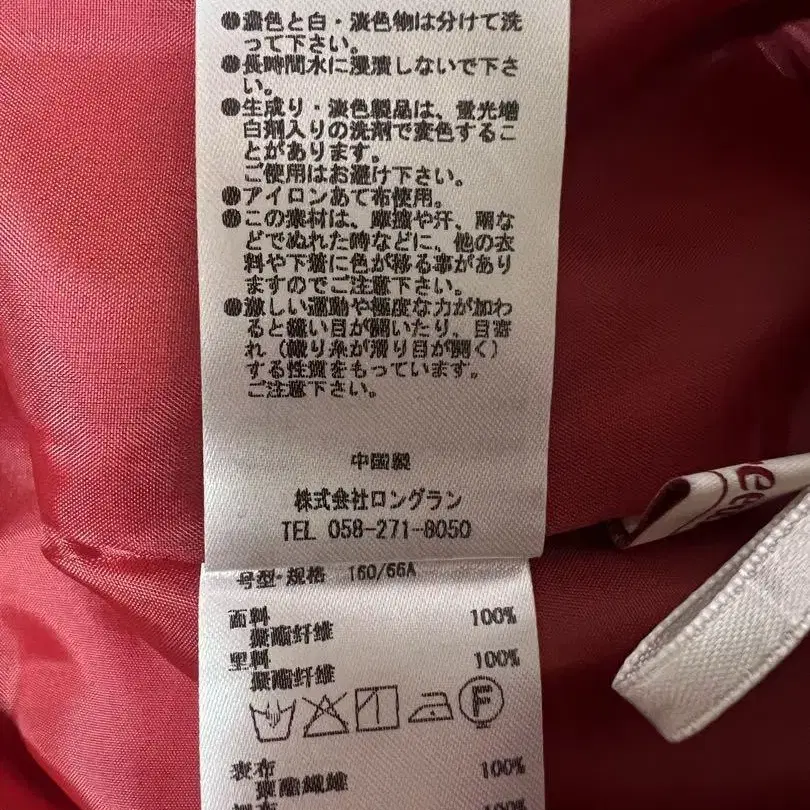 ●濃色と白・淡色物は分けて洗
って下さい。
●長時間水に浸漬しないで下さ
い。
●生成り・淡色製品は、蛍光増
白剤入りの洗剤で変色するこ
とがあります。
ご使用はお避け下さい。
●アイロンあて布使用。
●この素材は、摩擦や汗、雨な
どでぬれた時などに、他の衣
料や下着に色が移る事があり
ますのでご注意下さい。
●激しい運動や極度な力が加わ
ると縫い目が開いたり、目寄
れ（織り糸が滑り目が開く）
する性質をもっています。
ご注意下さい。
中国製
株式会社ロングラン
TEL 058-271-8050
号型·规格 160/66A
面料 100%
聚酯纤维
里料 100%
聚酯纤维
F
表布 100%
聚酯纖維
100%